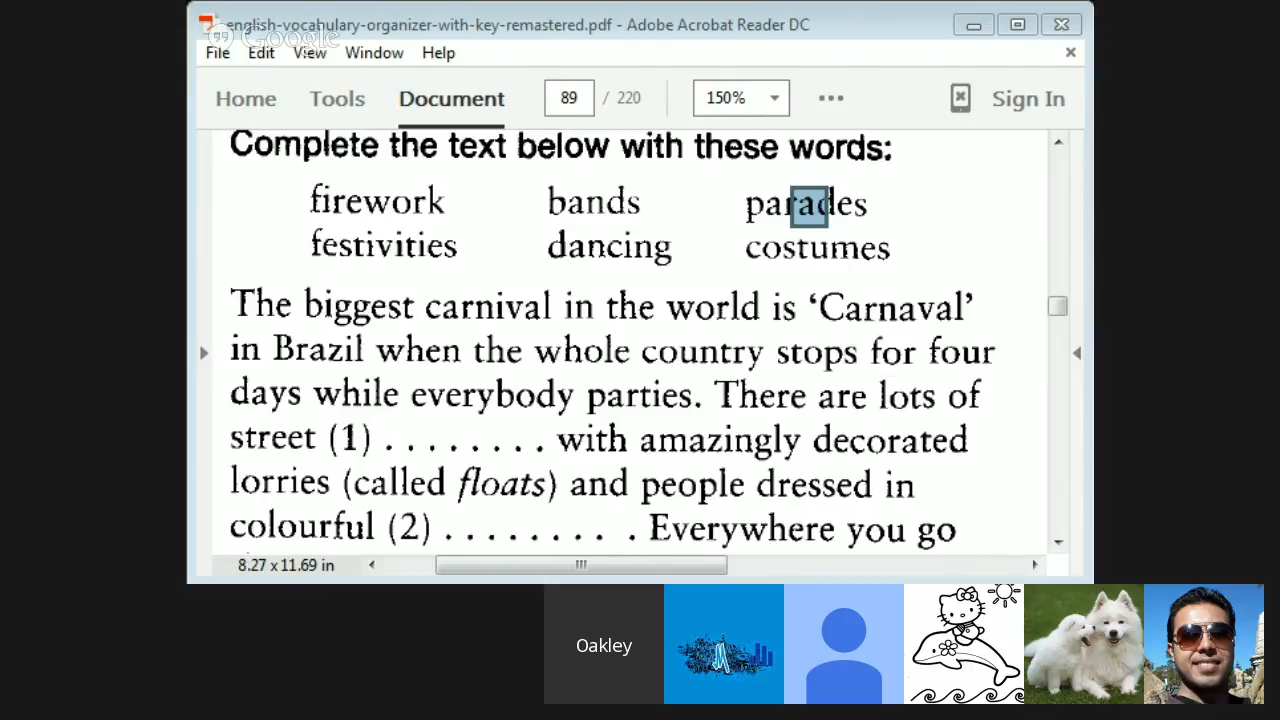 english-vocabulary-organizer-with-key-remastered.pdf - Adobe Acrobat Reader DC
Google
File Edit View Window Help
Home Tools Document 89 / 220 150% Sign In
Complete the text below with these words:
firework bands parades
festivities dancing costumes
The biggest carnival in the world is ‘Carnaval’
in Brazil when the whole country stops for four
days while everybody parties. There are lots of
street (1) . . . . . . . . with amazingly decorated
lorries (called floats) and people dressed in
colourful (2) . . . . . . . . . . Everywhere you go
8.27 x 11.69 in
Oakley